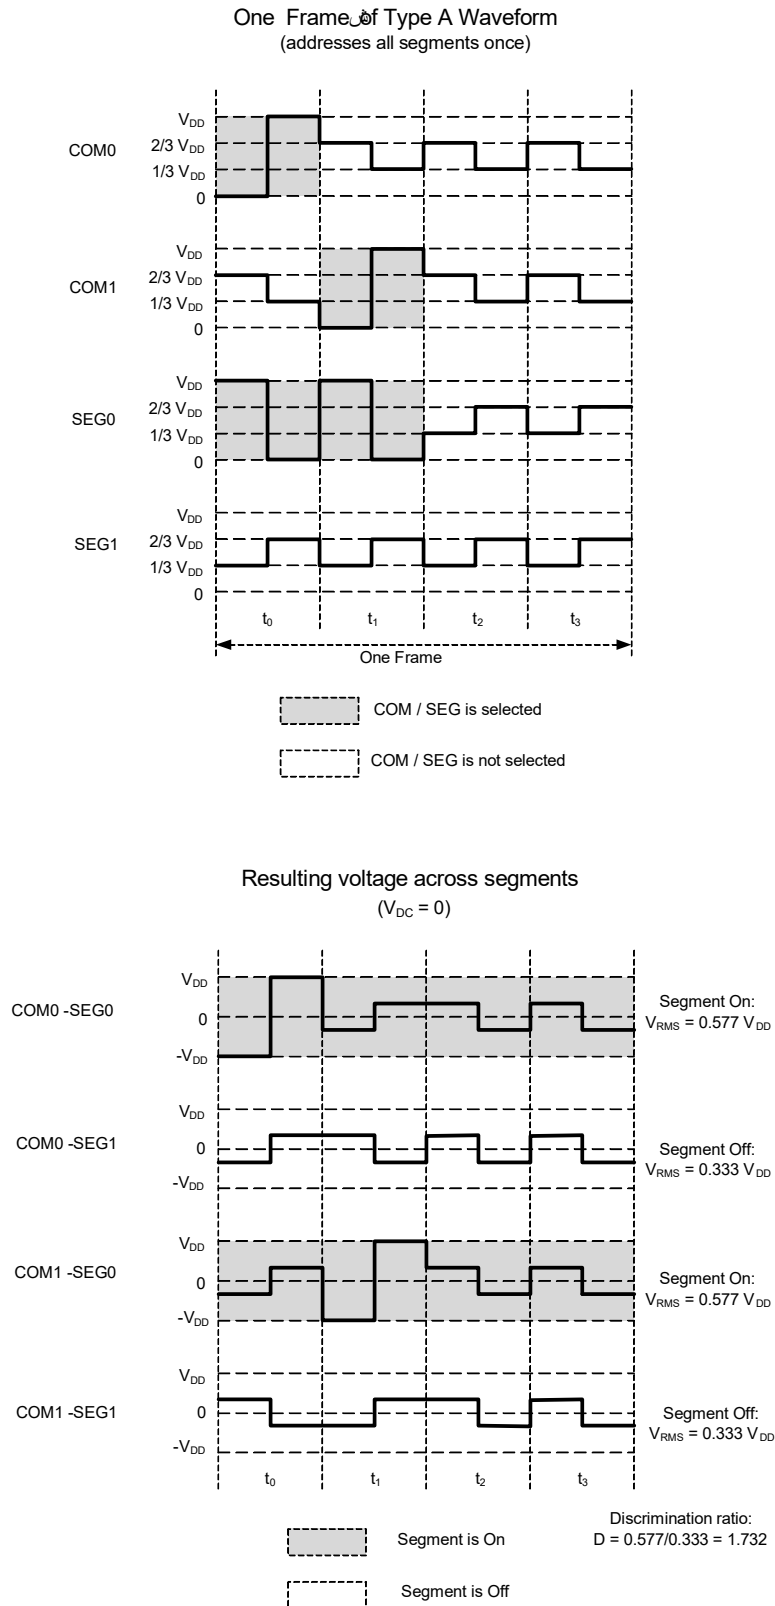 One Frame of Type A Waveform
(addresses all segments once)
COM0
VDD
2/3 VDD
1/3 VDD
0
COM1
VDD
2/3 VDD
1/3 VDD
0
SEG0
VDD
2/3 VDD
1/3 VDD
0
SEG1
VDD
2/3 VDD
1/3 VDD
0
t0 t1 t2 t3
One Frame
COM / SEG is selected
COM / SEG is not selected
Resulting voltage across segments
(VDC = 0)
COM0 -SEG0
VDD
0
-VDD
Segment On:
VRMS = 0.577 VDD
COM0 -SEG1
VDD
0
-VDD
Segment Off:
VRMS = 0.333 VDD
COM1 -SEG0
VDD
0
-VDD
Segment On:
VRMS = 0.577 VDD
COM1 -SEG1
VDD
0
-VDD
Segment Off:
VRMS = 0.333 VDD
t0 t1 t2 t3
Segment is On
Segment is Off
Discrimination ratio:
D = 0.577/0.333 = 1.732